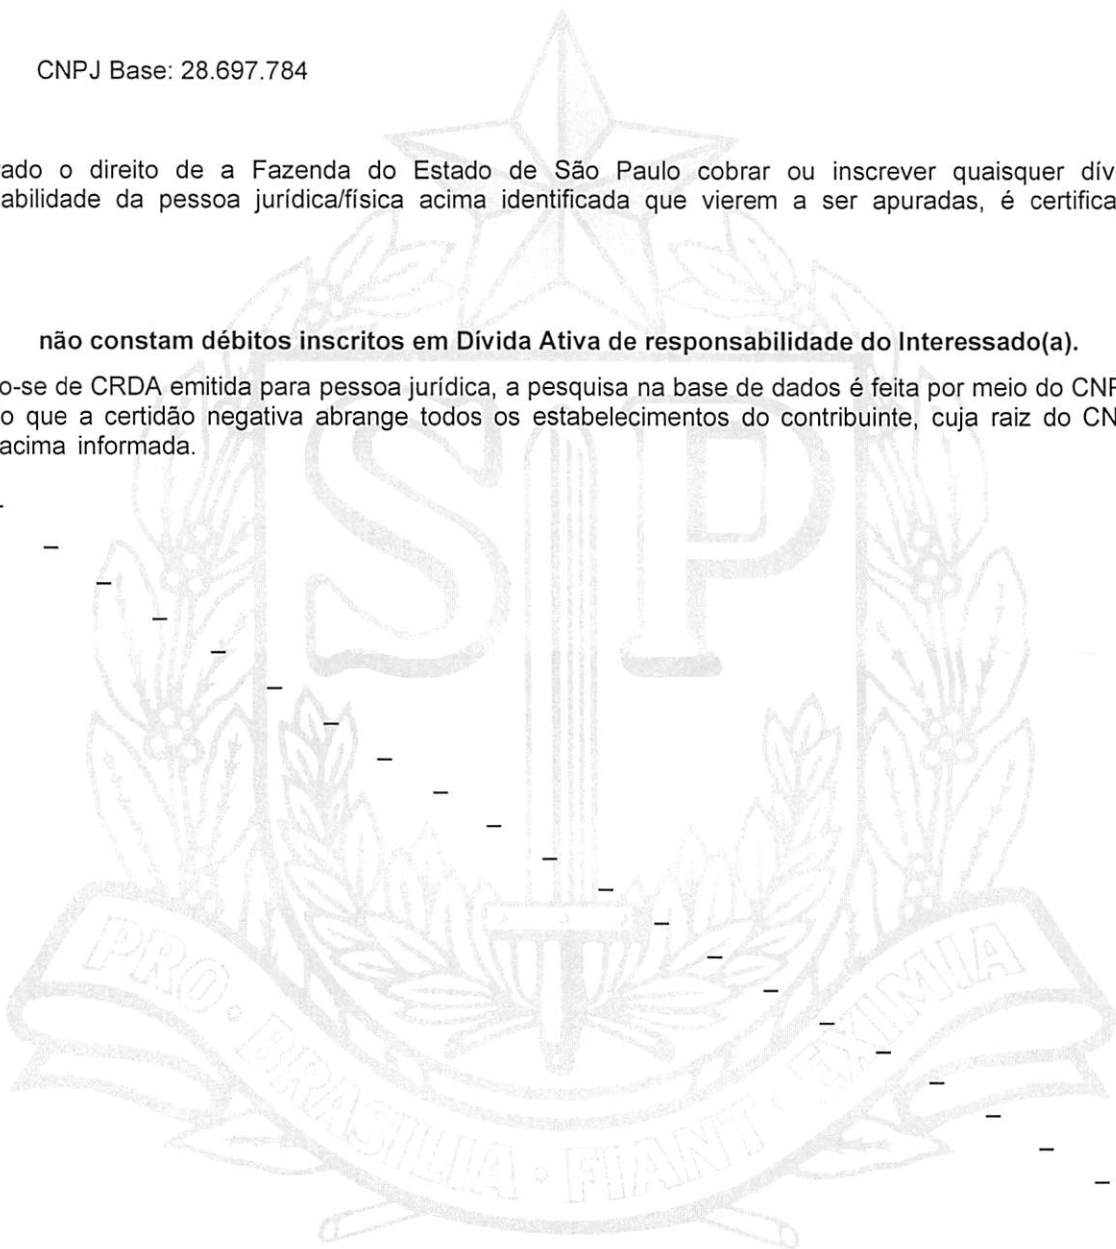 CNPJ Base: 28.697.784
ado o direito de a Fazenda do Estado de São Paulo cobrar ou inscrever quaisquer dív
abilidade da pessoa jurídica/física acima identificada que vierem a ser apuradas, é certifica
não constam débitos inscritos em Dívida Ativa de responsabilidade do Interessado(a).
o-se de CRDA emitida para pessoa jurídica, a pesquisa na base de dados é feita por meio do CNP
o que a certidão negativa abrange todos os estabelecimentos do contribuinte, cuja raiz do CN
acima informada.
SP
PRO · BRASILIA · FIANT · EXIMIA